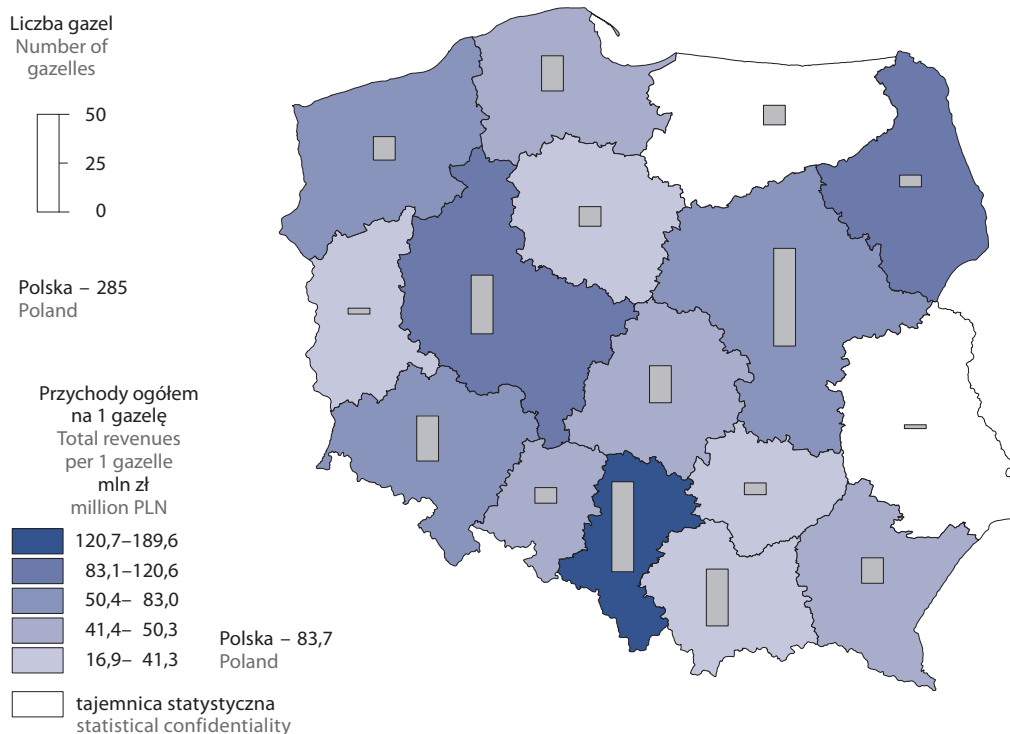 Liczba gazel
Number of
gazelles
50
25
0
Polska – 285
Poland
Przychody ogółem
na 1 gazelę
Total revenues
per 1 gazelle
mln zł
million PLN
120,7–189,6
83,1–120,6
50,4– 83,0
41,4– 50,3
16,9– 41,3
Polska – 83,7
Poland
tajemnica statystyczna
statistical confidentiality